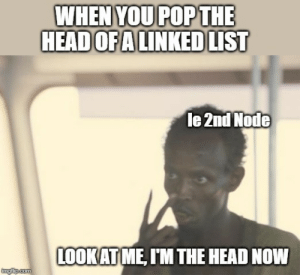 WHEN YOU POP THE
HEAD OF A LINKED LIST
le 2nd Node
LOOK AT ME, I'M THE HEAD NOW
imgflip.com